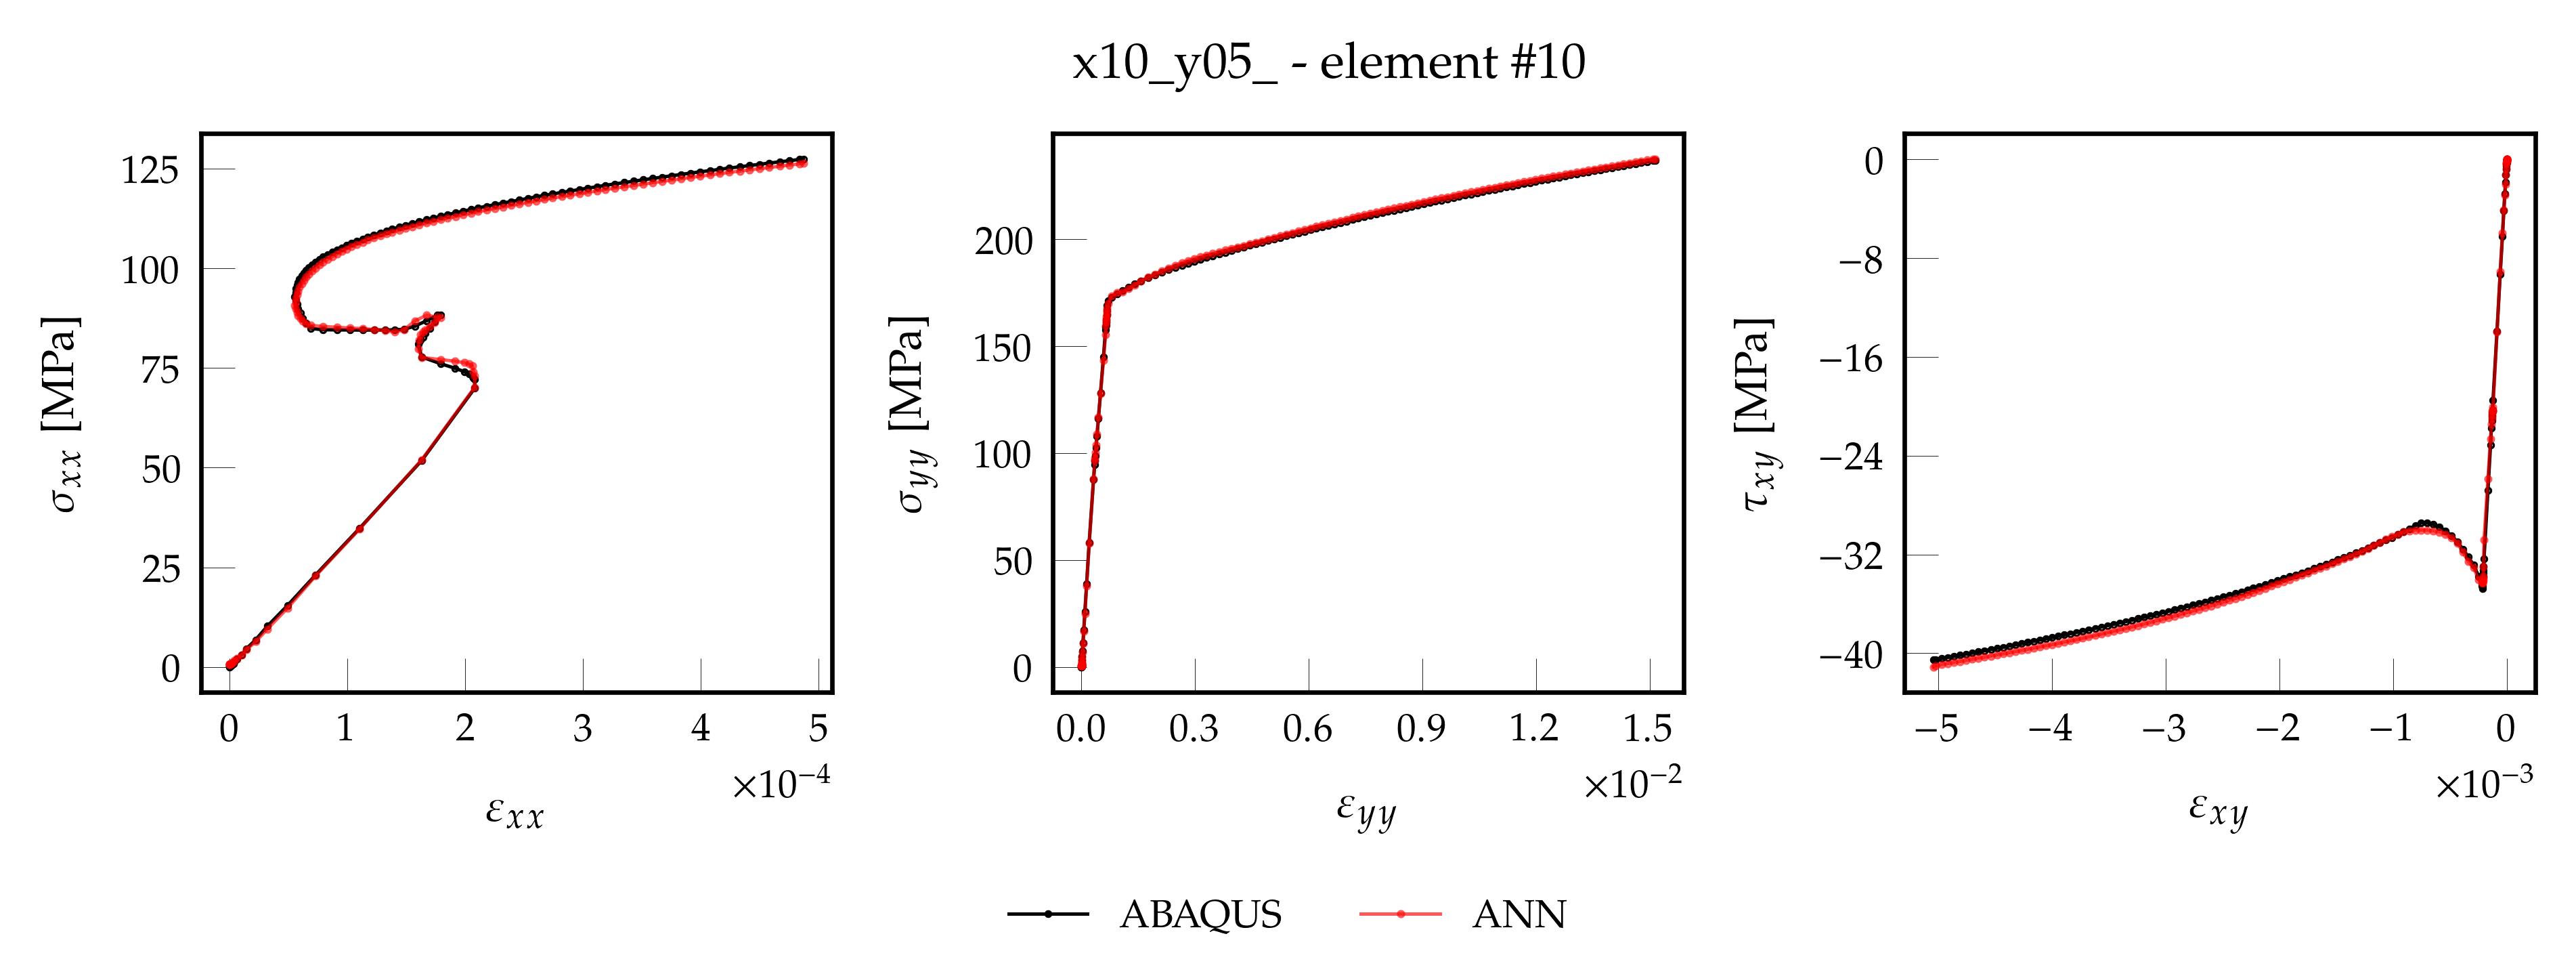 x10_y05_ - element #10
σxx [MPa]
125
100
75
50
25
0
0 1 2 3 4 5
×10−4
εxx
σyy [MPa]
200
150
100
50
0
0.0 0.3 0.6 0.9 1.2 1.5
×10−2
εyy
τxy [MPa]
0
−8
−16
−24
−32
−40
−5 −4 −3 −2 −1 0
×10−3
εxy
ABAQUS ANN